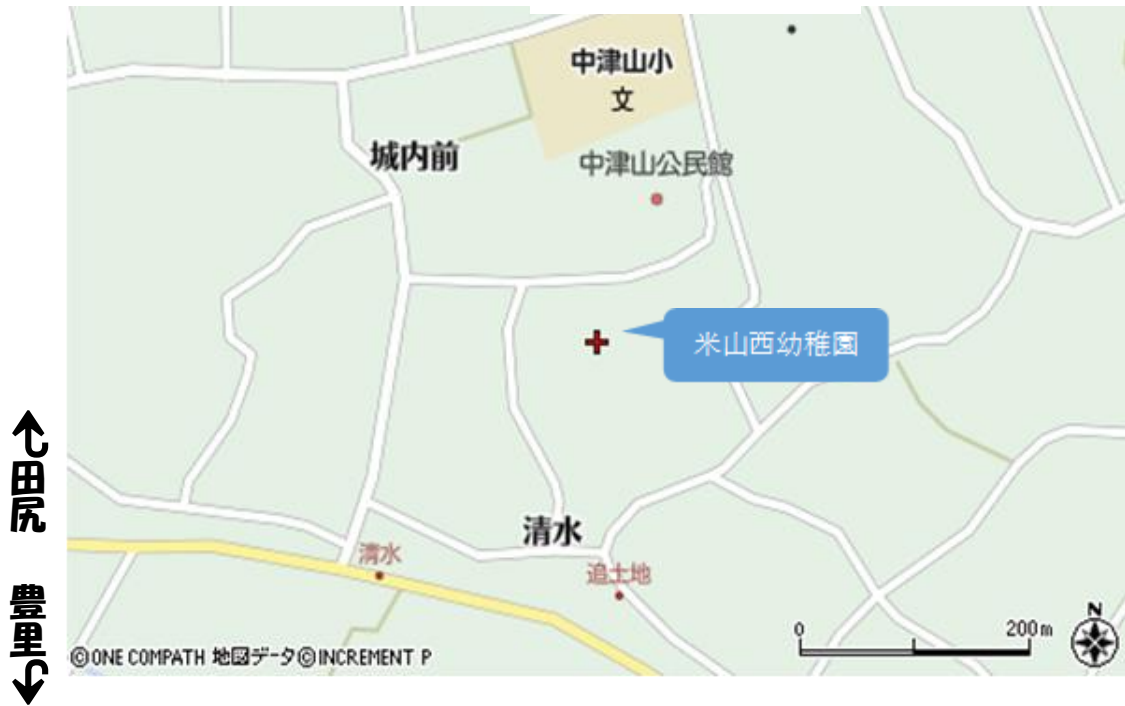 中津山小
文
城内前
中津山公民館
米山西幼稚園
↑田尻
豊里↓
清水
清水
追土地
0 200m
N
©ONE COMPATH 地図データ©INCREMENT P